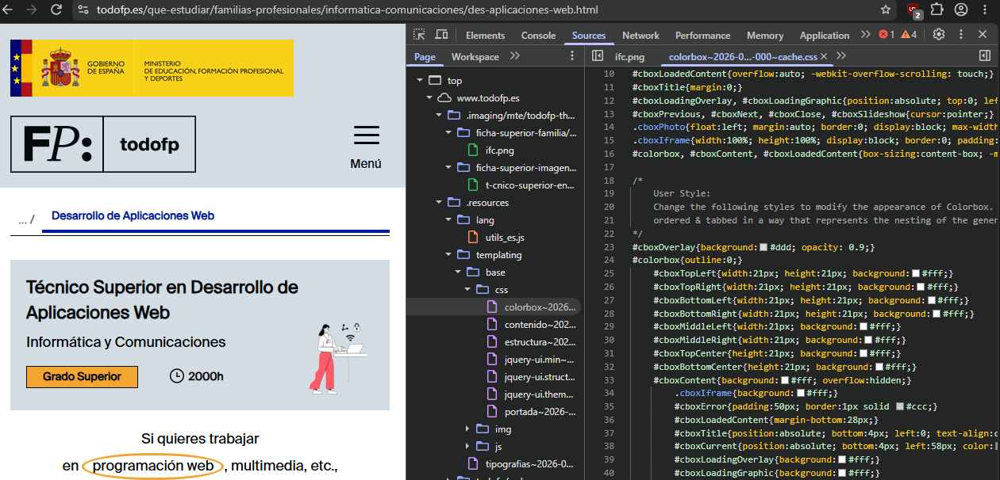 todofp.es/que-estudiar/familias-profesionales/informatica-comunicaciones/des-aplicaciones-web.html
2
GOBIERNO
DE ESPAÑA
MINISTERIO
DE EDUCACIÓN, FORMACIÓN PROFESIONAL
Y DEPORTES
FP:
todofp
Menú
... / Desarrollo de Aplicaciones Web
Técnico Superior en Desarrollo de
Aplicaciones Web
Informática y Comunicaciones
Grado Superior
2000h
Si quieres trabajar
en programación web, multimedia, etc.,
Elements Console Sources Network Performance Memory Application 1 4
Page Workspace
top
www.todofp.es
.imaging/mte/todofp-th...
ficha-superior-familia/...
ifc.png
ficha-superior-imagen...
t-cnico-superior-en...
.resources
lang
utils_es.js
templating
base
css
colorbox~2026...
contenido~202...
estructura~202...
jquery-ui.min~...
jquery-ui.struct...
jquery-ui.them...
portada~2026-...
img
js
tipografias~2026-0...
ifc.png colorbox~2026-0...-000~cache.css
10 #cboxLoadedContent{overflow:auto; -webkit-overflow-scrolling: touch;}
11 #cboxTitle{margin:0;}
12 #cboxLoadingOverlay, #cboxLoadingGraphic{position:absolute; top:0; lef
13 #cboxPrevious, #cboxNext, #cboxClose, #cboxSlideshow{cursor:pointer;}
14 .cboxPhoto{float:left; margin:auto; border:0; display:block; max-width
15 .cboxIframe{width:100%; height:100%; display:block; border:0; padding:
16 #colorbox, #cboxContent, #cboxLoadedContent{box-sizing:content-box; -m
17
18 /*
19 User Style:
20 Change the following styles to modify the appearance of Colorbox.
21 ordered & tabbed in a way that represents the nesting of the gener
22 */
23 #cboxOverlay{background:#ddd; opacity: 0.9;}
24 #colorbox{outline:0;}
25 #cboxTopLeft{width:21px; height:21px; background:#fff;}
26 #cboxTopRight{width:21px; height:21px; background:#fff;}
27 #cboxBottomLeft{width:21px; height:21px; background:#fff;}
28 #cboxBottomRight{width:21px; height:21px; background:#fff;}
29 #cboxMiddleLeft{width:21px; background:#fff;}
30 #cboxMiddleRight{width:21px; background:#fff;}
31 #cboxTopCenter{height:21px; background:#fff;}
32 #cboxBottomCenter{height:21px; background:#fff;}
33 #cboxContent{background:#fff; overflow:hidden;}
34 .cboxIframe{background:#fff;}
35 #cboxError{padding:50px; border:1px solid #ccc;}
36 #cboxLoadedContent{margin-bottom:28px;}
37 #cboxTitle{position:absolute; bottom:4px; left:0; text-align:c
38 #cboxCurrent{position:absolute; bottom:4px; left:58px; color:
39 #cboxLoadingOverlay{background:#fff;}
40 #cboxLoadingGraphic{background:#fff;}